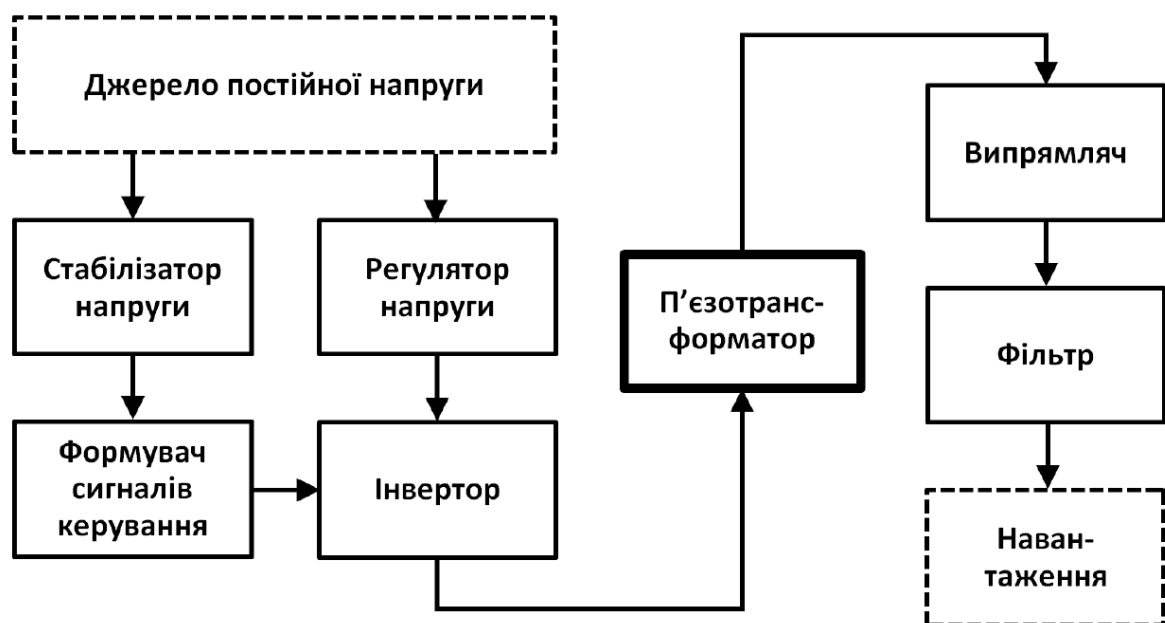 Джерело постійної напруги
Стабілізатор
напруги
Регулятор
напруги
Формувач
сигналів
керування
Інвертор
П’єзотранс-
форматор
Випрямляч
Фільтр
Наван-
таження